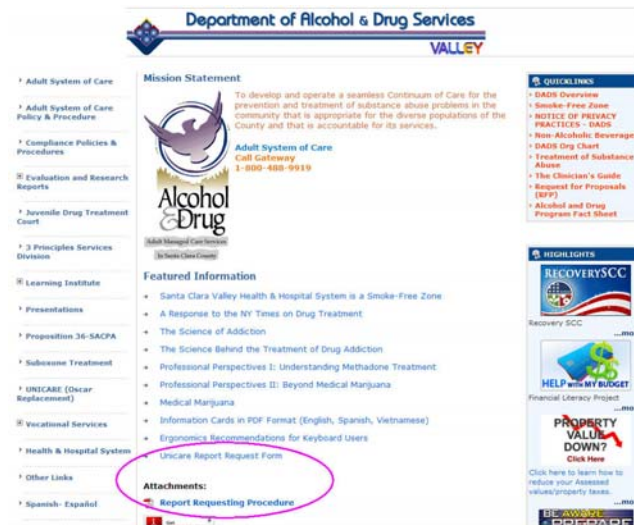 Department of Alcohol & Drug Services
VALLEY
Adult System of Care
Adult System of Care
Policy & Procedure
Compliance Policies &
Procedures
Evaluation and Research
Reports
Juvenile Drug Treatment
Court
3 Principles Services
Division
Learning Institute
Presentations
Proposition 36-SACPA
Suboxone Treatment
UNICARE (Oscar
Replacement)
Vocational Services
Health & Hospital System
Other Links
Spanish- Español
Mission Statement
To develop and operate a seamless Continuum of Care for the
prevention and treatment of substance abuse problems in the
community that is appropriate for the diverse populations of the
County and that is accountable for its services.
Adult System of Care
Call Gateway
1-800-488-9919
Alcohol
&Drug
Adult Managed Care Services
In Santa Clara County
Featured Information
Santa Clara Valley Health & Hospital System is a Smoke-Free Zone
A Response to the NY Times on Drug Treatment
The Science of Addiction
The Science Behind the Treatment of Drug Addiction
Professional Perspectives I: Understanding Methadone Treatment
Professional Perspectives II: Beyond Medical Marijuana
Medical Marijuana
Information Cards in PDF Format (English, Spanish, Vietnamese)
Ergonomics Recommendations for Keyboard Users
Unicare Report Request Form
Attachments:
Report Requesting Procedure
Get
QUICKLINKS
DADS Overview
Smoke-Free Zone
NOTICE OF PRIVACY
PRACTICES - DADS
Non-Alcoholic Beverage
DADS Org Chart
Treatment of Substance
Abuse
The Clinician's Guide
Request for Proposals
(RFP)
Alcohol and Drug
Program Fact Sheet
HIGHLIGHTS
RECOVERYSCC
Recovery SCC
...mo
HELP with MY BUDGET
Financial Literacy Project
...mo
PROPERTY
VALUE
DOWN?
Click Here
Click here to learn how to
reduce your Assessed
values/property taxes.
...mo
BE AWARE
PREPARE